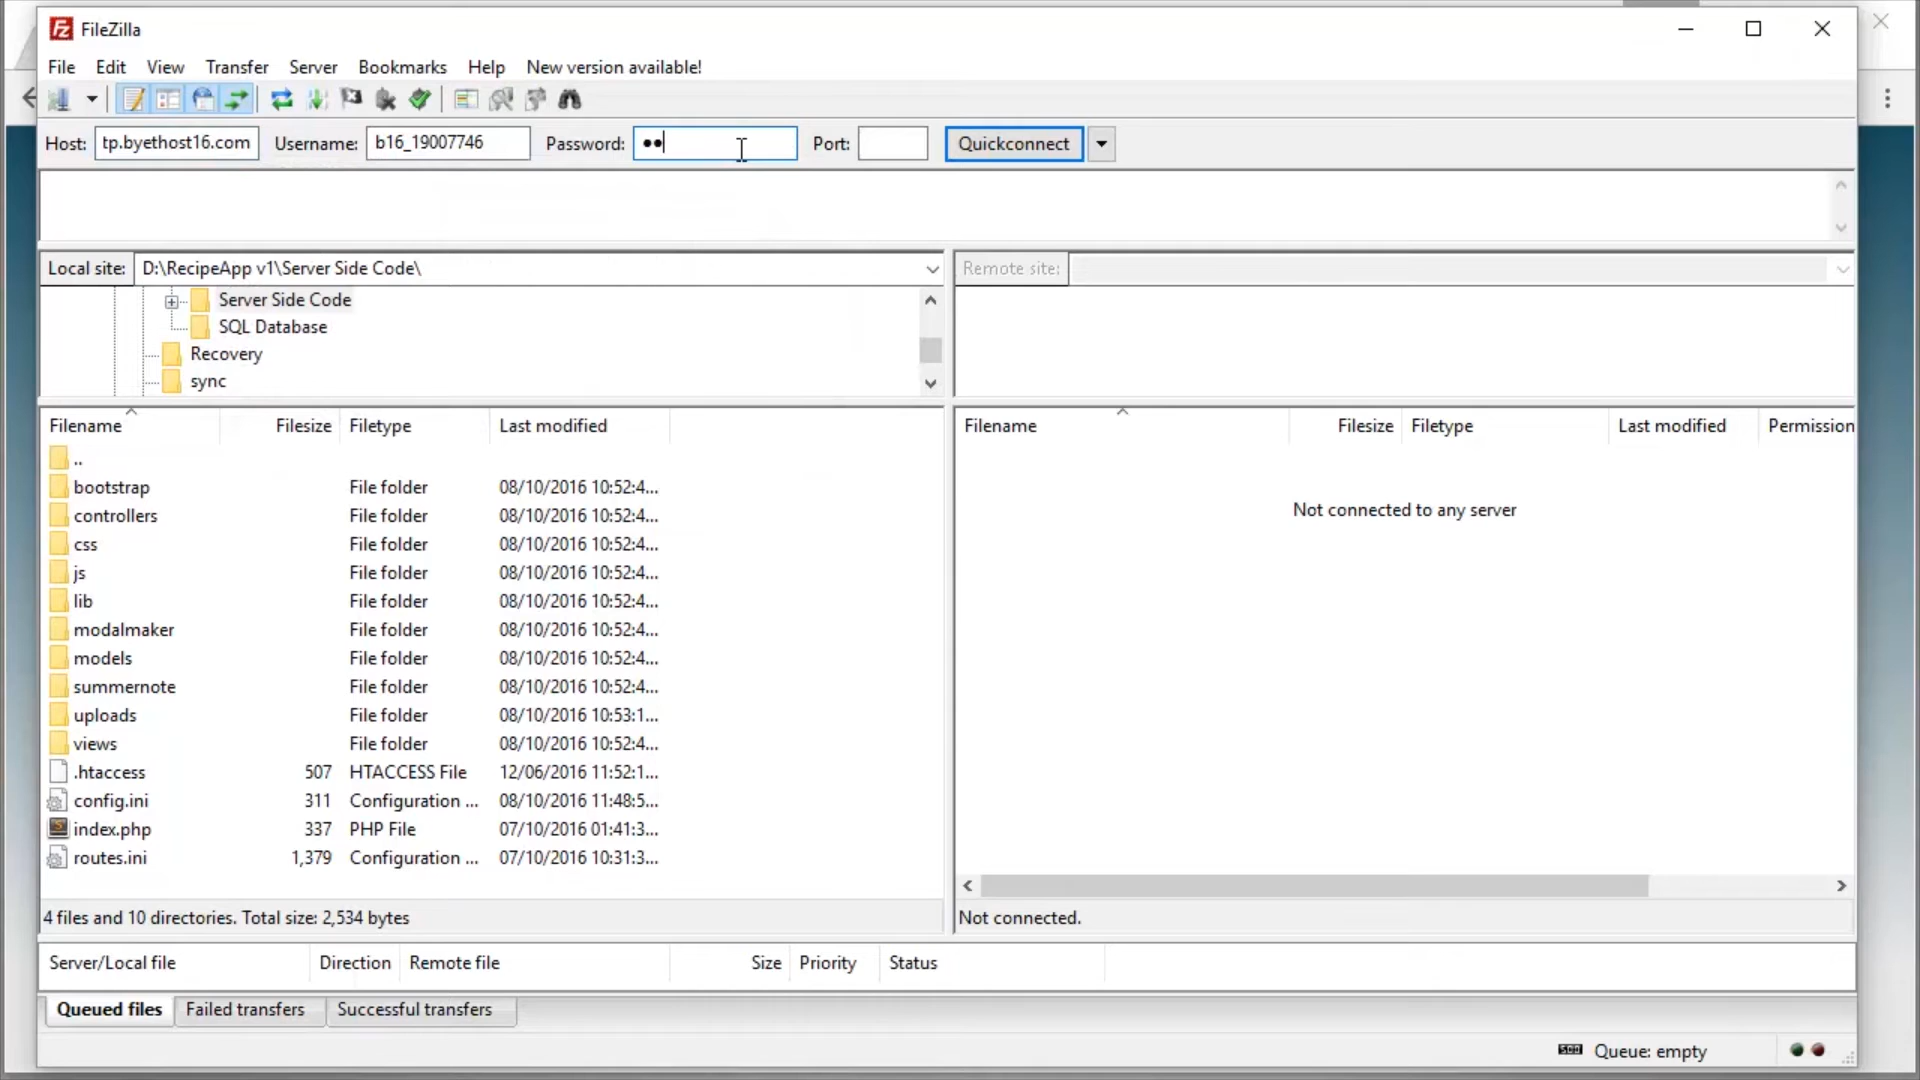 FileZilla
File Edit View Transfer Server Bookmarks Help New version available!
Host: tp.byethost16.com Username: b16_19007746 Password: ●● Port: Quickconnect
Local site: D:\RecipeApp v1\Server Side Code\
Remote site:
Server Side Code
SQL Database
Recovery
sync
Filename Filesize Filetype Last modified
..
bootstrap File folder 08/10/2016 10:52:4...
controllers File folder 08/10/2016 10:52:4...
css File folder 08/10/2016 10:52:4...
js File folder 08/10/2016 10:52:4...
lib File folder 08/10/2016 10:52:4...
modalmaker File folder 08/10/2016 10:52:4...
models File folder 08/10/2016 10:52:4...
summernote File folder 08/10/2016 10:52:4...
uploads File folder 08/10/2016 10:53:1...
views File folder 08/10/2016 10:52:4...
.htaccess 507 HTACCESS File 12/06/2016 11:52:1...
config.ini 311 Configuration ... 08/10/2016 11:48:5...
index.php 337 PHP File 07/10/2016 01:41:3...
routes.ini 1,379 Configuration ... 07/10/2016 10:31:3...
4 files and 10 directories. Total size: 2,534 bytes
Filename Filesize Filetype Last modified Permission
Not connected to any server
Not connected.
Server/Local file Direction Remote file Size Priority Status
Queued files Failed transfers Successful transfers
Queue: empty